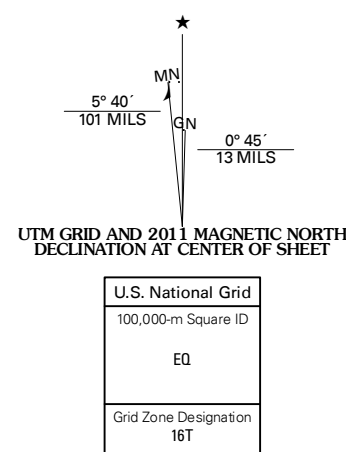 ★
MN
5° 40´
101 MILS
GN
0° 45´
13 MILS
UTM GRID AND 2011 MAGNETIC NORTH
DECLINATION AT CENTER OF SHEET
U.S. National Grid
100,000-m Square ID
EQ
Grid Zone Designation
16T